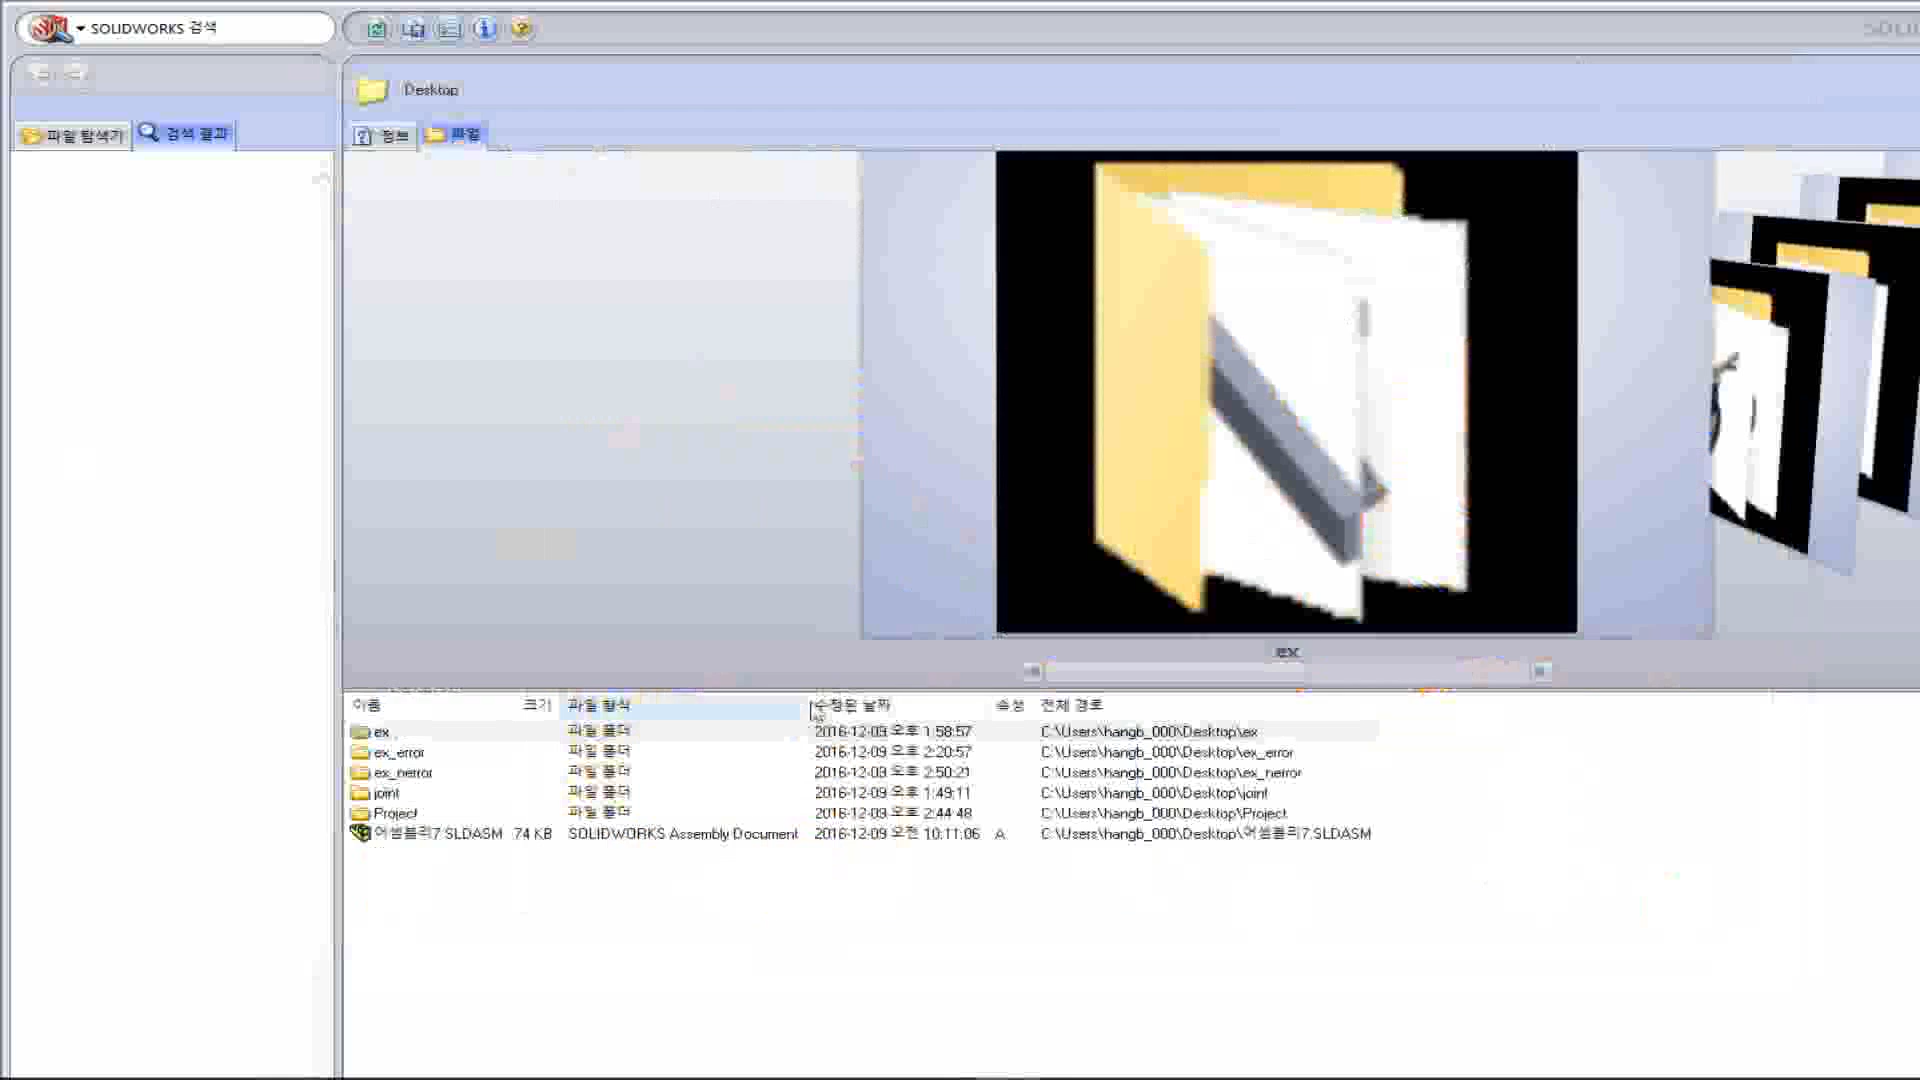 SOLIDWORKS 검색
Desktop
파일 탐색기 검색 결과 정보 파일
ex
이름 크기 파일 형식 수정된 날짜 속성 전체 경로
ex 파일 폴더 2016-12-09 오후 1:58:57 C:\Users\hangb_000\Desktop\ex
ex_error 파일 폴더 2016-12-09 오후 2:20:57 C:\Users\hangb_000\Desktop\ex_error
ex_nerror 파일 폴더 2016-12-09 오후 2:50:21 C:\Users\hangb_000\Desktop\ex_nerror
joint 파일 폴더 2016-12-09 오후 1:49:11 C:\Users\hangb_000\Desktop\joint
Project 파일 폴더 2016-12-09 오후 2:44:48 C:\Users\hangb_000\Desktop\Project
어셈블리7.SLDASM 74 KB SOLIDWORKS Assembly Document 2016-12-09 오전 10:11:06 A C:\Users\hangb_000\Desktop\어셈블리7.SLDASM